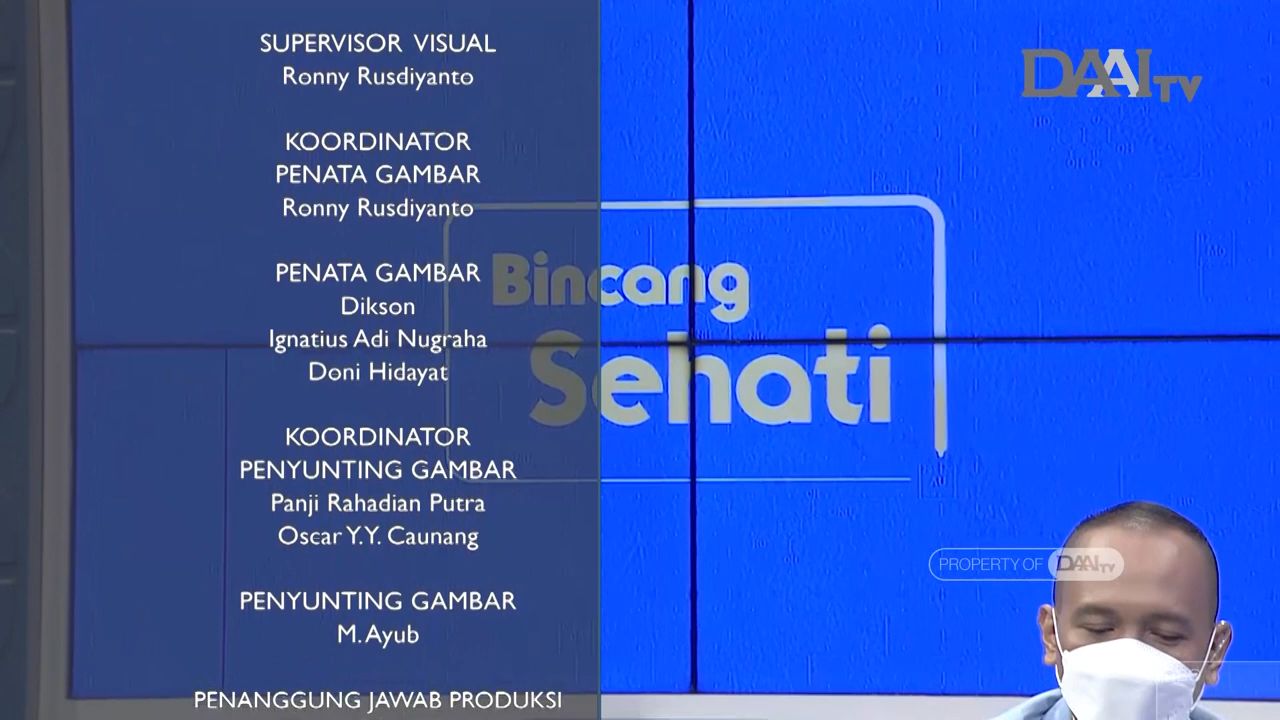 SUPERVISOR VISUAL
Ronny Rusdiyanto
KOORDINATOR
PENATA GAMBAR
Ronny Rusdiyanto
PENATA GAMBAR
Dikson
Ignatius Adi Nugraha
Doni Hidayat
KOORDINATOR
PENYUNTING GAMBAR
Panji Rahadian Putra
Oscar Y.Y. Caunang
PENYUNTING GAMBAR
M. Ayub
PENANGGUNG JAWAB PRODUKSI
Bincang
Sehati
DAAI TV
PROPERTY OF DAAI TV